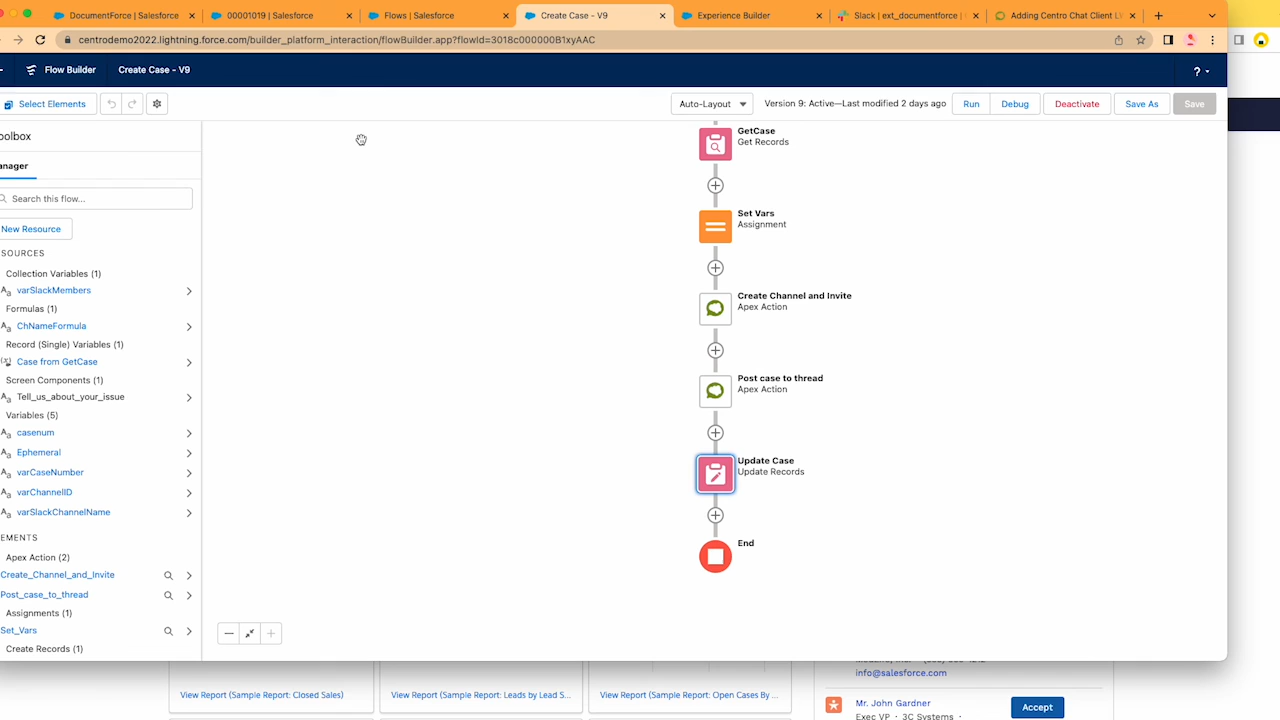 DocumentForce | Salesforce
00001019 | Salesforce
Flows | Salesforce
Create Case - V9
Experience Builder
Slack | ext_documentforce |
Adding Centro Chat Client L
centrodemo2022.lightning.force.com/builder_platform_interaction/flowBuilder.app?flowId=3018c000000B1xyAAC
Flow Builder
Create Case - V9
?
Select Elements
Auto-Layout
Version 9: Active—Last modified 2 days ago
Run
Debug
Deactivate
Save As
Save
oolbox
anager
Search this flow...
New Resource
SOURCES
Collection Variables (1)
varSlackMembers
Formulas (1)
ChNameFormula
Record (Single) Variables (1)
Case from GetCase
Screen Components (1)
Tell_us_about_your_issue
Variables (5)
casenum
Ephemeral
varCaseNumber
varChannelID
varSlackChannelName
EMENTS
Apex Action (2)
Create_Channel_and_Invite
Post_case_to_thread
Assignments (1)
Set_Vars
Create Records (1)
GetCase
Get Records
Set Vars
Assignment
Create Channel and Invite
Apex Action
Post case to thread
Apex Action
Update Case
Update Records
End
View Report (Sample Report: Closed Sales)
View Report (Sample Report: Leads by Lead S...
View Report (Sample Report: Open Cases By ...
info@salesforce.com
Mr. John Gardner
Exec VP · 3C Systems ·
Accept